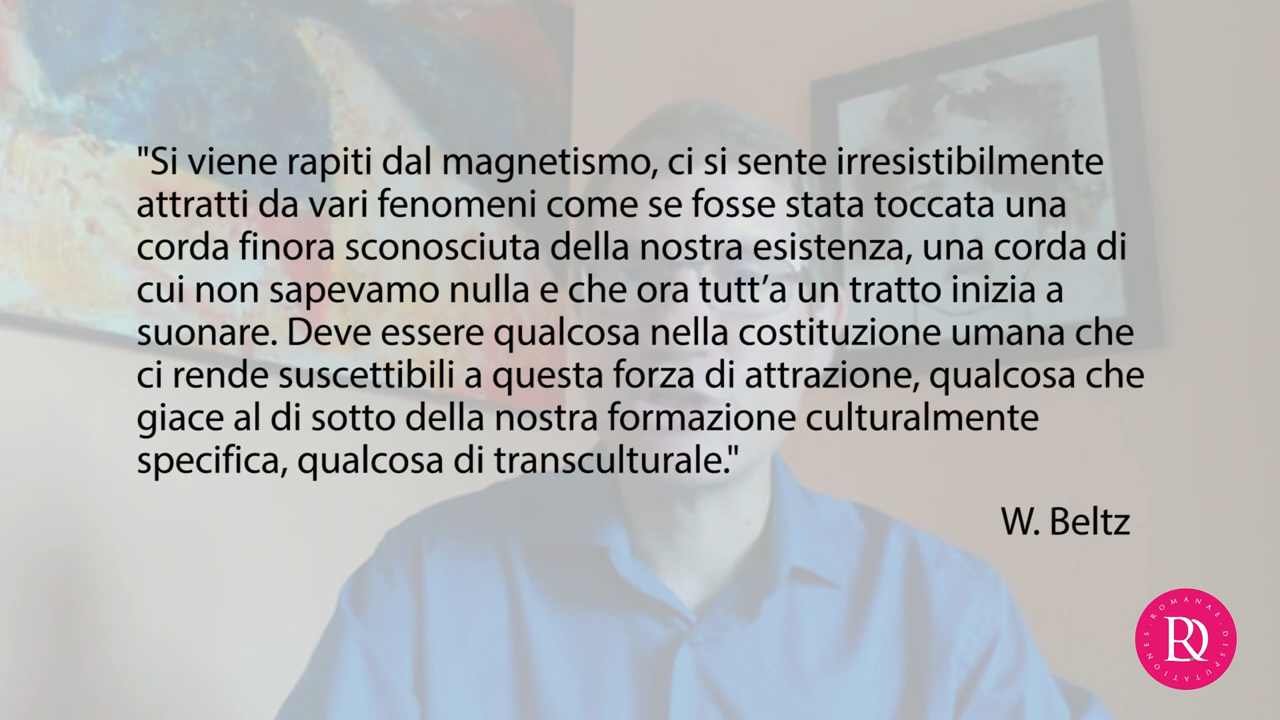 "Si viene rapiti dal magnetismo, ci si sente irresistibilmente
attratti da vari fenomeni come se fosse stata toccata una
corda finora sconosciuta della nostra esistenza, una corda di
cui non sapevamo nulla e che ora tutt’a un tratto inizia a
suonare. Deve essere qualcosa nella costituzione umana che
ci rende suscettibili a questa forza di attrazione, qualcosa che
giace al di sotto della nostra formazione culturalmente
specifica, qualcosa di transculturale."
W. Beltz
ROMANAE · DISPUTATIONES ·
RD